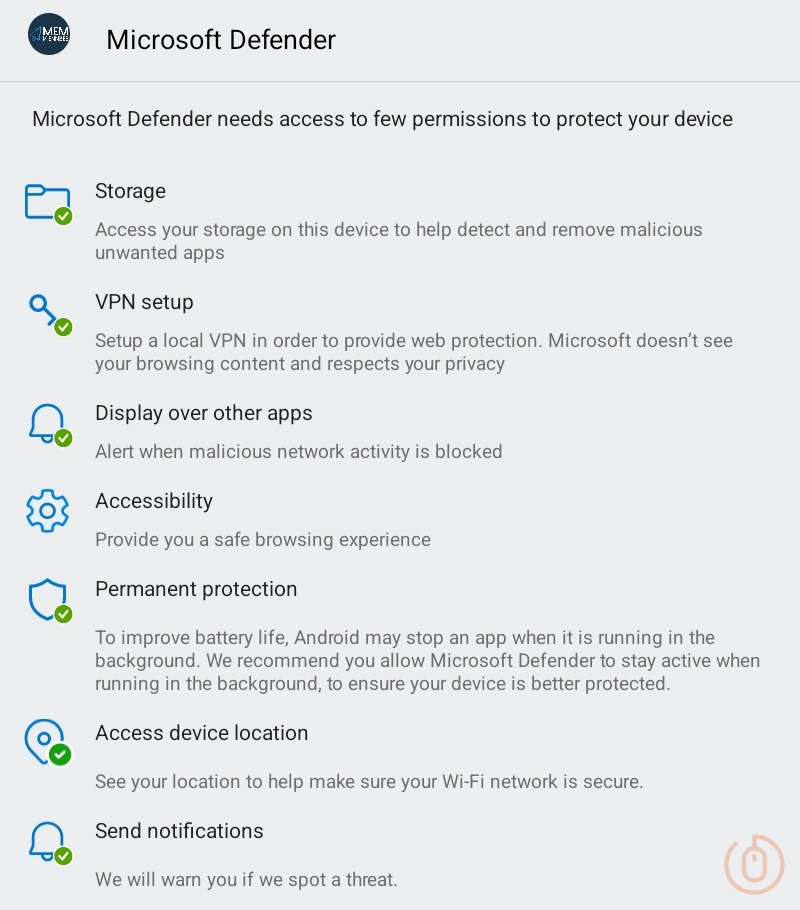 MEM
Microsoft Defender
Microsoft Defender needs access to few permissions to protect your device
Storage
Access your storage on this device to help detect and remove malicious
unwanted apps
VPN setup
Setup a local VPN in order to provide web protection. Microsoft doesn’t see
your browsing content and respects your privacy
Display over other apps
Alert when malicious network activity is blocked
Accessibility
Provide you a safe browsing experience
Permanent protection
To improve battery life, Android may stop an app when it is running in the
background. We recommend you allow Microsoft Defender to stay active when
running in the background, to ensure your device is better protected.
Access device location
See your location to help make sure your Wi-Fi network is secure.
Send notifications
We will warn you if we spot a threat.